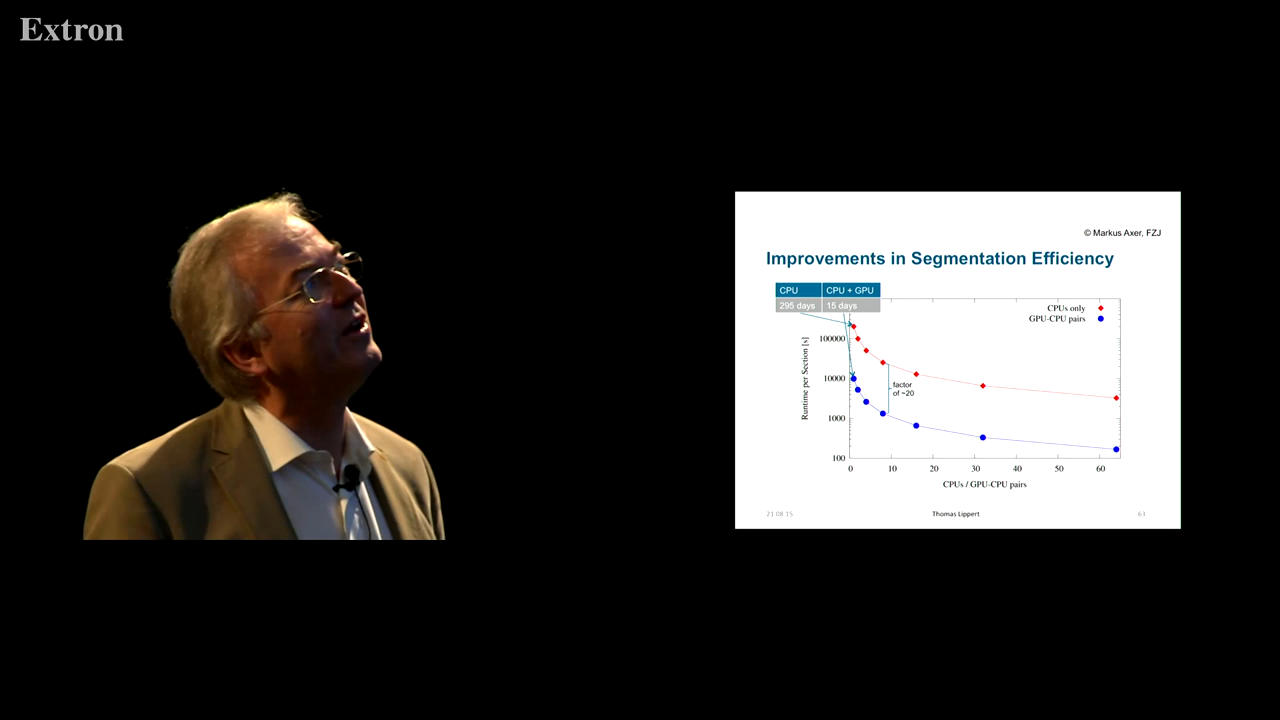 Extron
© Markus Axer, FZJ
Improvements in Segmentation Efficiency
CPU CPU + GPU
295 days 15 days
CPUs only
GPU-CPU pairs
Runtime per Section [s]
100000
10000
1000
100
factor
of ~20
0 10 20 30 40 50 60
CPUs / GPU-CPU pairs
21 08 15 Thomas Lippert 63